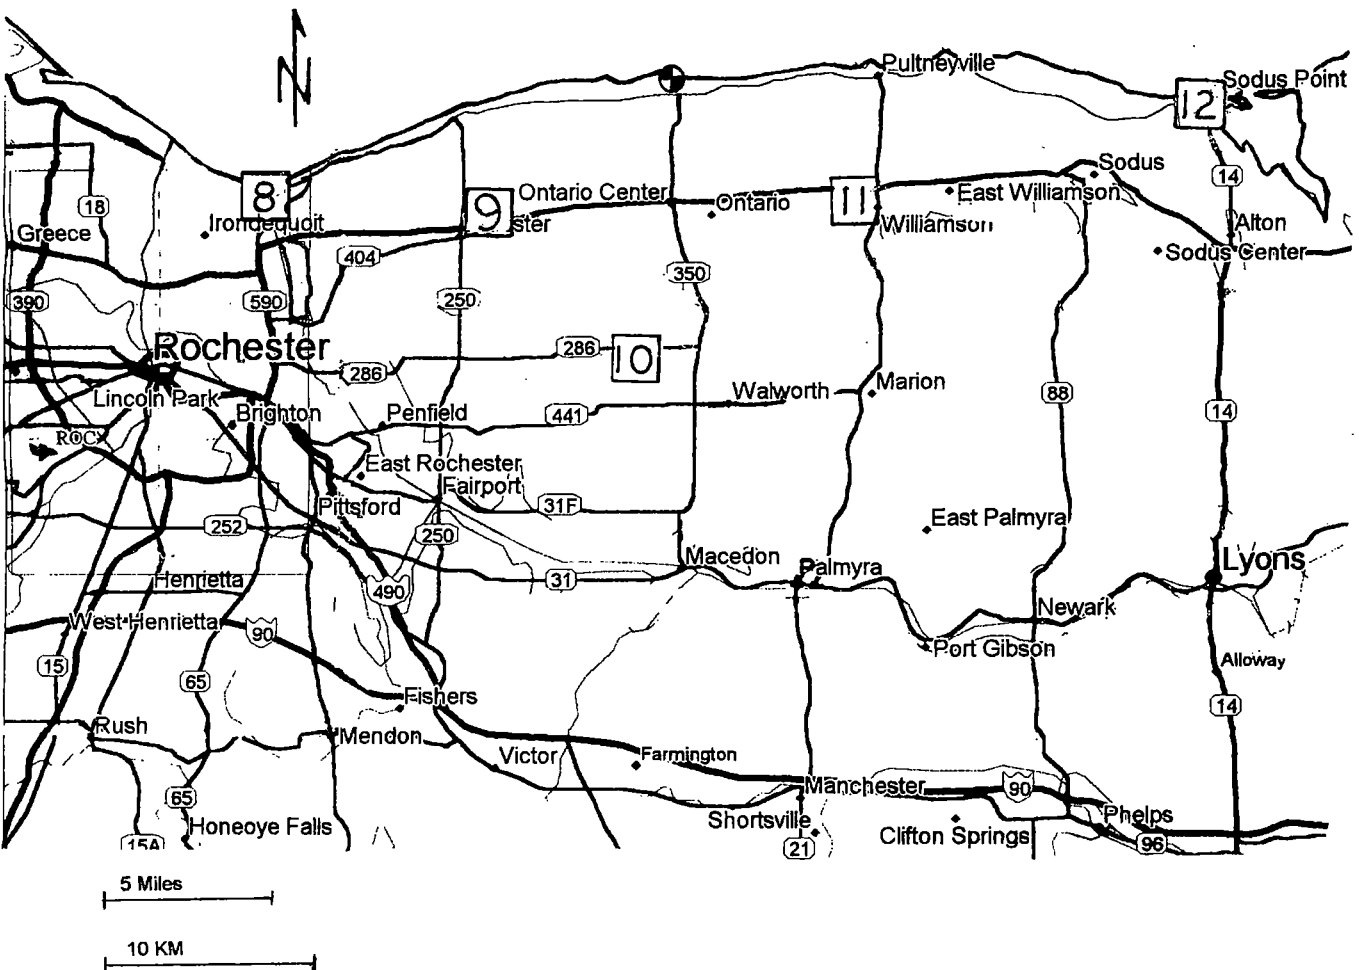 N
Pultneyville
Sodus Point
12
8
Sodus
14
18
9
Ontario Center
11
East Williamson
Irondequoit
ster
Ontario
Williamson
Alton
Greece
404
Sodus Center
390
590
250
350
Rochester
286
10
286
Walworth
Marion
88
Lincoln Park
Brighton
Penfield
441
14
ROC
East Rochester
Fairport
31F
Pittsford
252
250
East Palmyra
Macedon
Palmyra
Lyons
Henrietta
31
490
West Henrietta
90
Newark
Port Gibson
15
65
Alloway
Fishers
14
Rush
Mendon
Victor
Farmington
65
Manchester
90
Honeoye Falls
Shortsville
Phelps
15A
21
Clifton Springs
96
5 Miles
10 KM